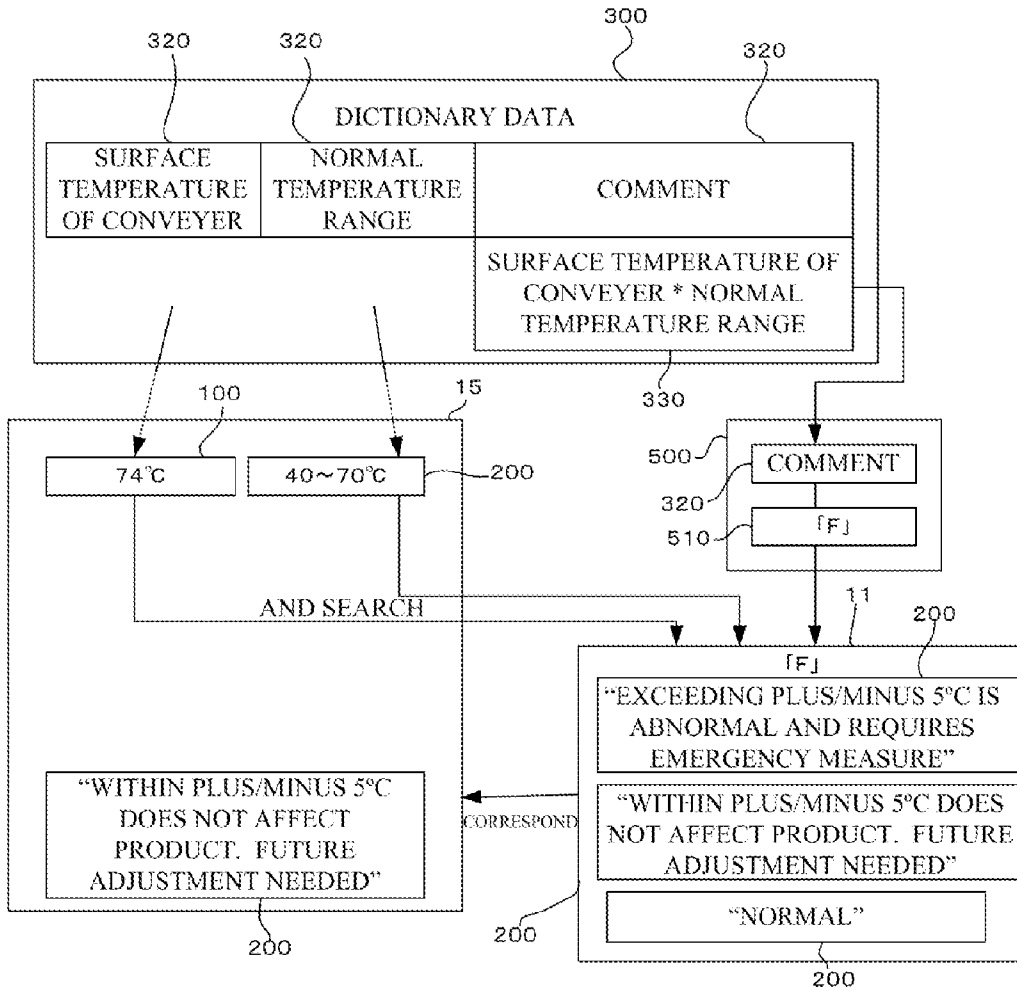 320
320
300
320
DICTIONARY DATA
SURFACE
TEMPERATURE
OF CONVEYER
NORMAL
TEMPERATURE
RANGE
COMMENT
SURFACE TEMPERATURE OF
CONVEYER * NORMAL
TEMPERATURE RANGE
330
15
100
74℃
40～70℃
200
500
COMMENT
320
510
「F」
AND SEARCH
11
200
「F」
“EXCEEDING PLUS/MINUS 5ºC IS
ABNORMAL AND REQUIRES
EMERGENCY MEASURE”
“WITHIN PLUS/MINUS 5ºC
DOES NOT AFFECT
PRODUCT. FUTURE
ADJUSTMENT NEEDED”
200
CORRESPOND
“WITHIN PLUS/MINUS 5ºC DOES
NOT AFFECT PRODUCT. FUTURE
ADJUSTMENT NEEDED”
200
“NORMAL”
200